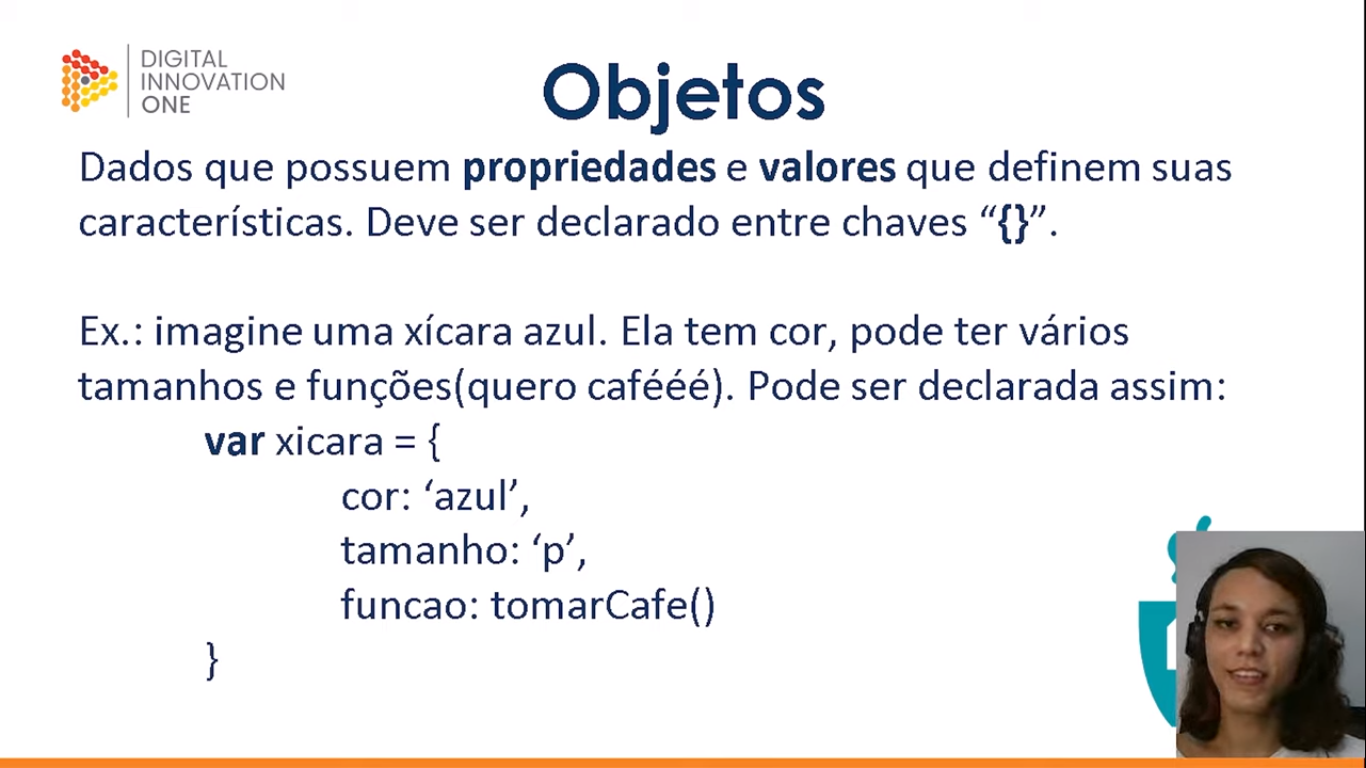 DIGITAL
INNOVATION
ONE
Objetos
Dados que possuem propriedades e valores que definem suas
características. Deve ser declarado entre chaves “{}”.
Ex.: imagine uma xícara azul. Ela tem cor, pode ter vários
tamanhos e funções(quero cafééé). Pode ser declarada assim:
var xicara = {
cor: ‘azul’,
tamanho: ‘p’,
funcao: tomarCafe()
}